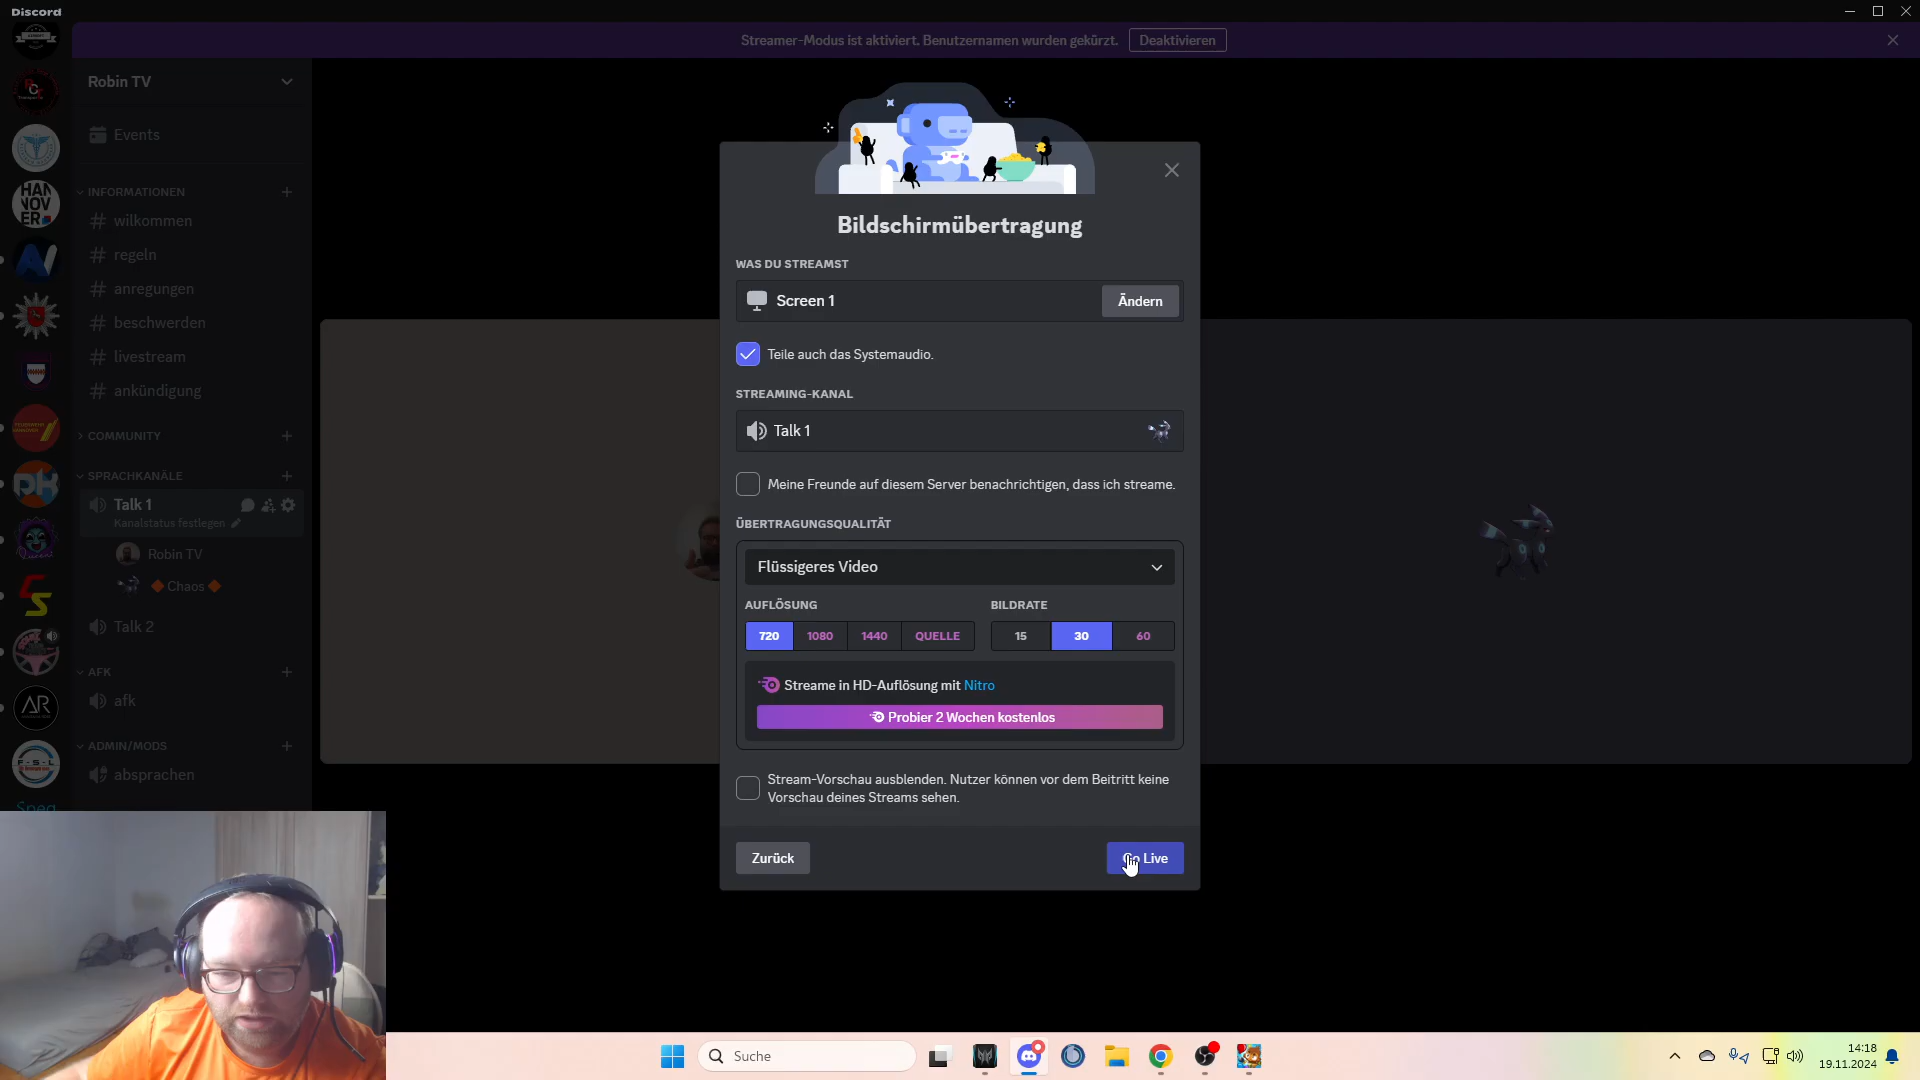 Discord
Streamer-Modus ist aktiviert. Benutzernamen wurden gekürzt.
Deaktivieren
Robin TV
Events
INFORMATIONEN
wilkommen
regeln
anregungen
beschwerden
livestream
ankündigung
COMMUNITY
SPRACHKANÄLE
Talk 1
Kanalstatus festlegen
Robin TV
Chaos
Talk 2
AFK
afk
ADMIN/MODS
absprachen
HAN
NOV
ER
AR
F-S-L
Bildschirmübertragung
WAS DU STREAMST
Screen 1
Ändern
Teile auch das Systemaudio.
STREAMING-KANAL
Talk 1
Meine Freunde auf diesem Server benachrichtigen, dass ich streame.
ÜBERTRAGUNGSQUALITÄT
Flüssigeres Video
AUFLÖSUNG
BILDRATE
720 1080 1440 QUELLE
15 30 60
Streame in HD-Auflösung mit Nitro
Probier 2 Wochen kostenlos
Stream-Vorschau ausblenden. Nutzer können vor dem Beitritt keine
Vorschau deines Streams sehen.
Zurück
Live
Suche
14:18
19.11.2024